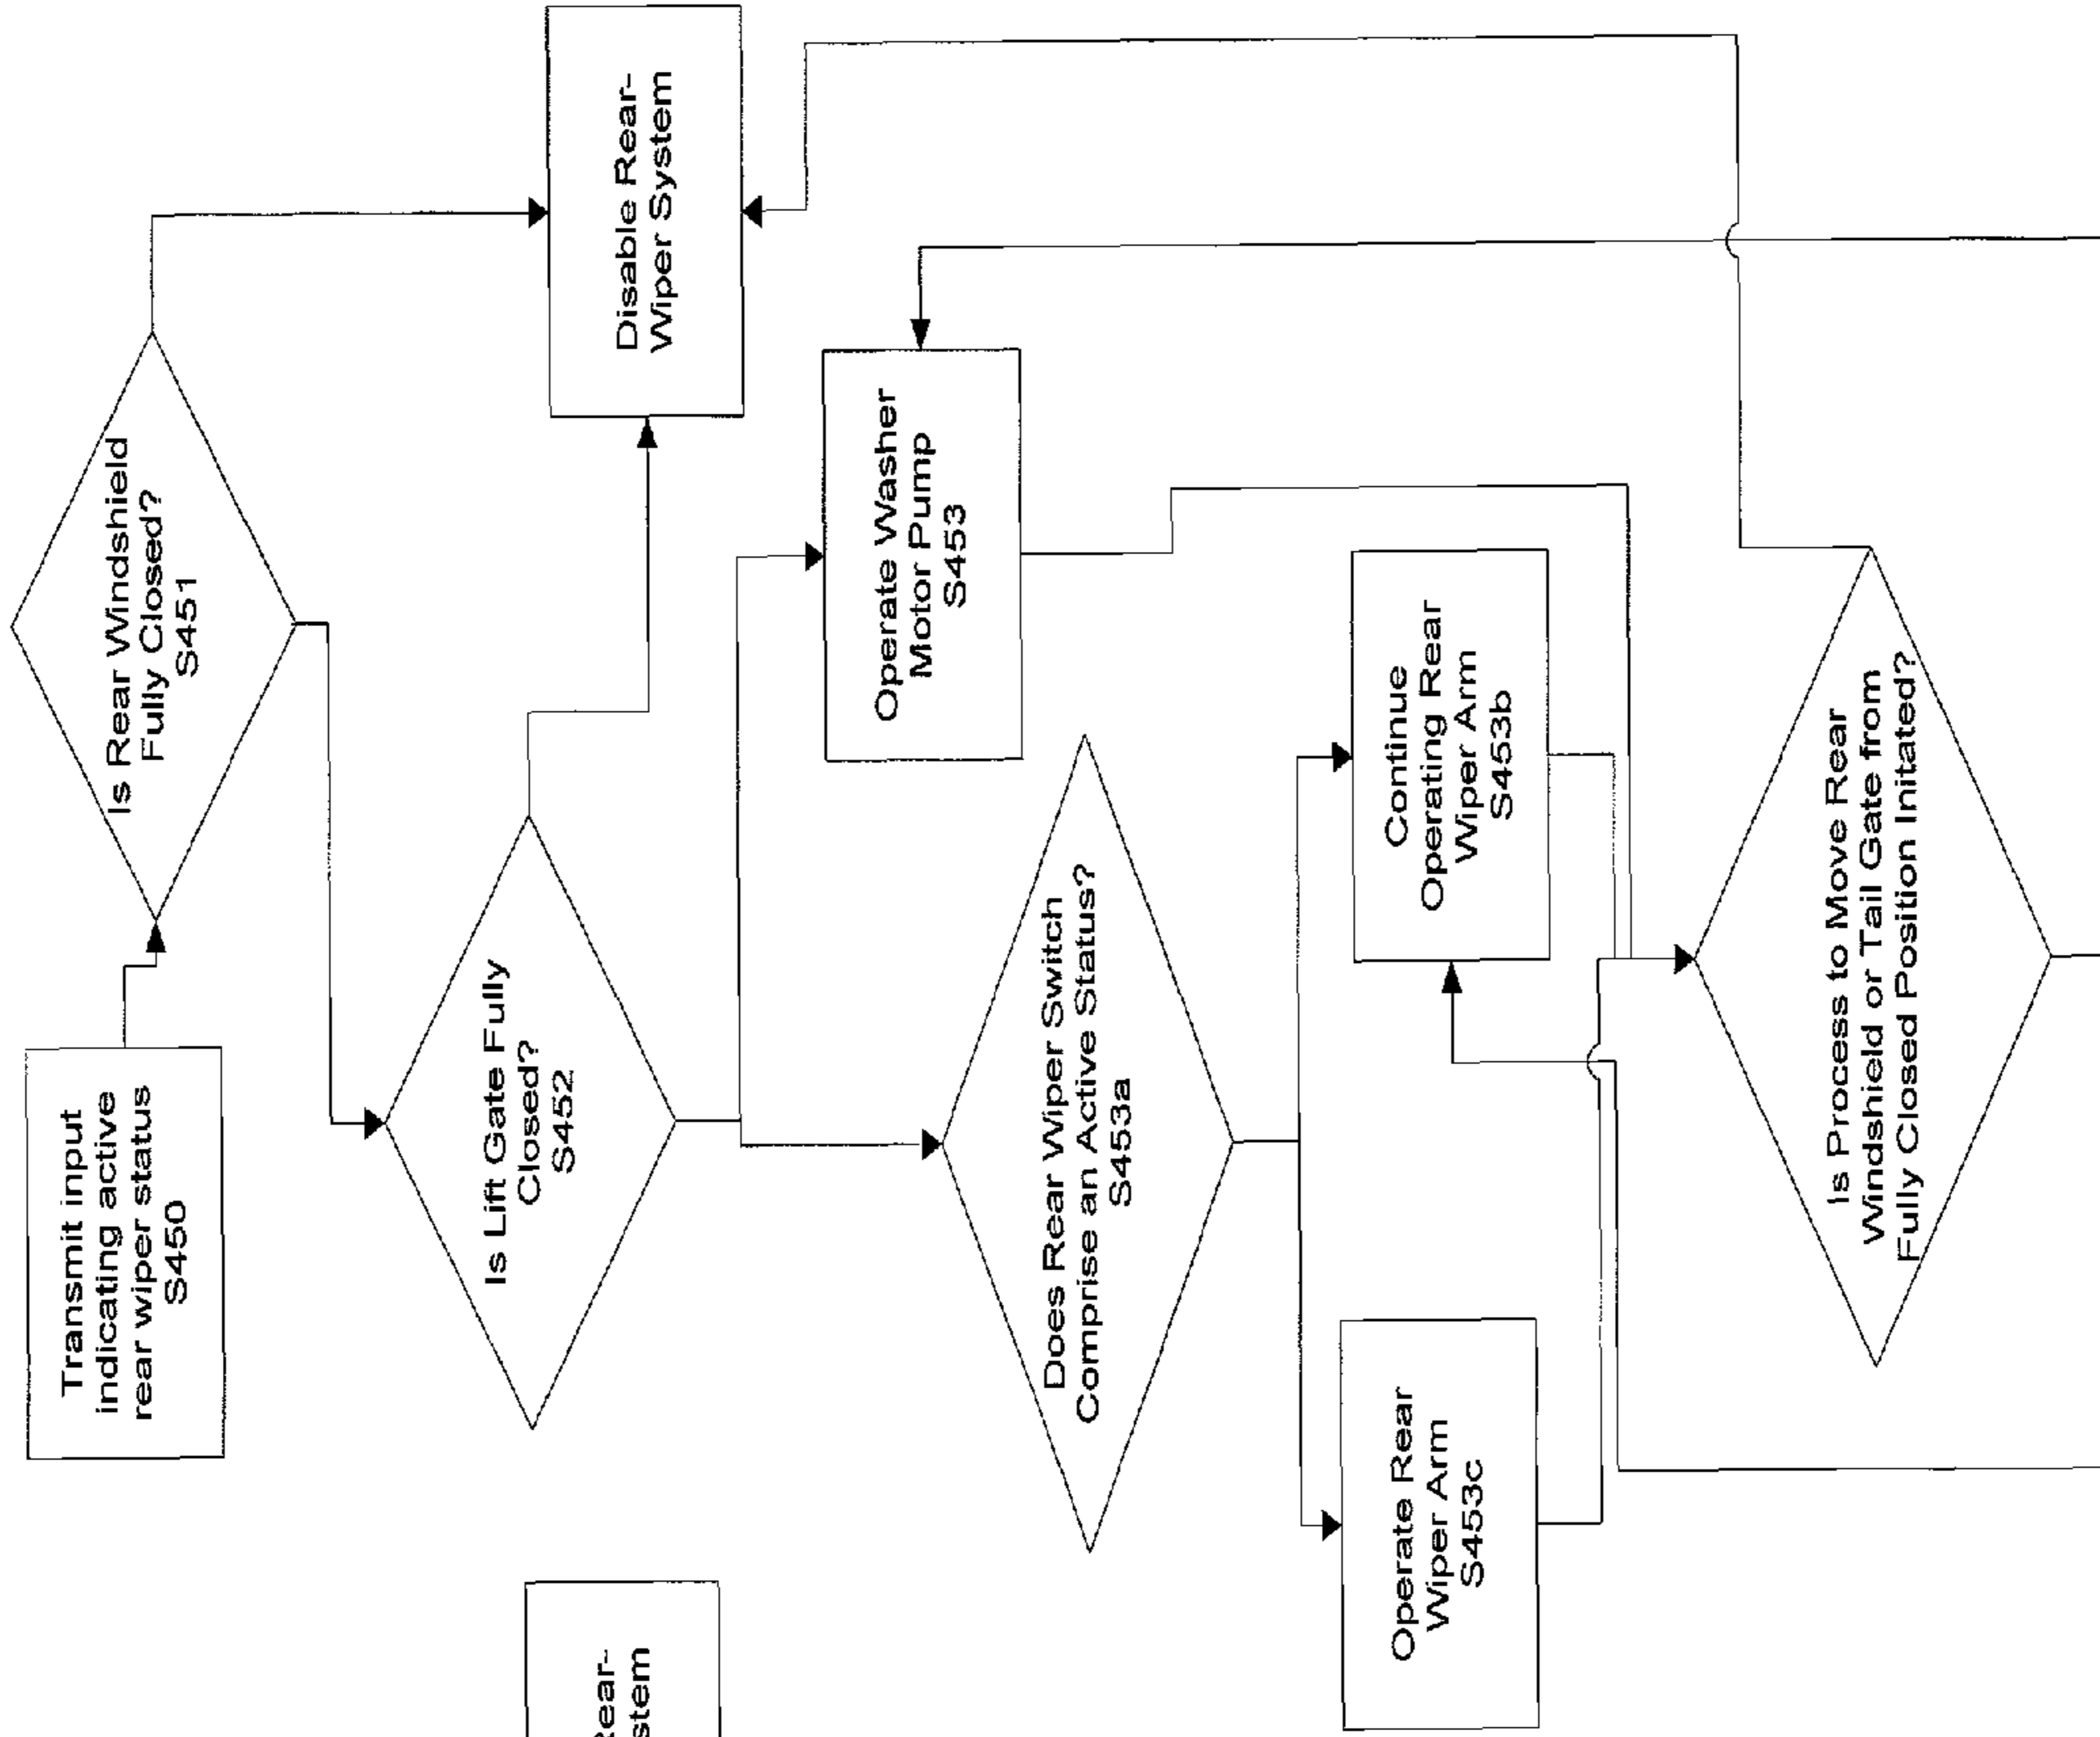 Transmit input
indicating active
rear wiper status
S450
Is Rear Windshield
Fully Closed?
S451
Is Lift Gate Fully
Closed?
S452
Disable Rear-
Wiper System
Operate Washer
Motor Pump
S453
Does Rear Wiper Switch
Comprise an Active Status?
S453a
Continue
Operating Rear
Wiper Arm
S453b
Operate Rear
Wiper Arm
S453c
Is Process to Move Rear
Windshield or Tail Gate from
Fully Closed Position Initated?